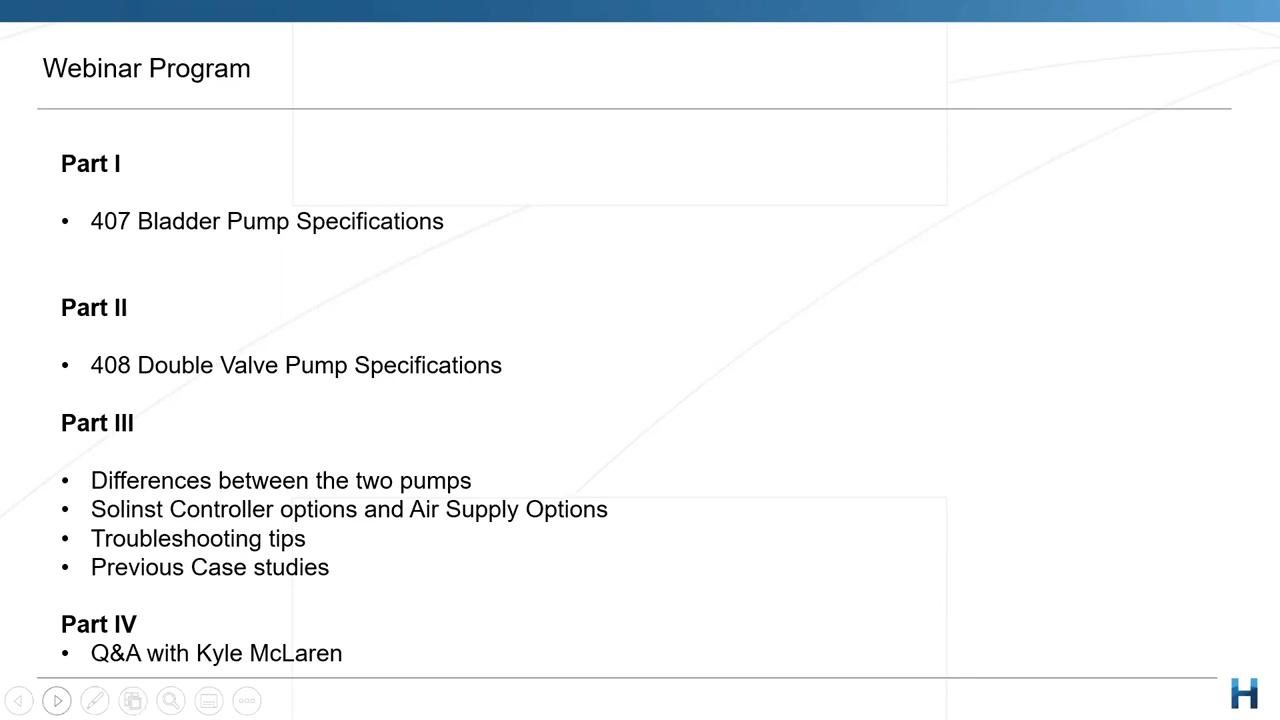 Webinar Program
Part I
• 407 Bladder Pump Specifications
Part II
• 408 Double Valve Pump Specifications
Part III
• Differences between the two pumps
• Solinst Controller options and Air Supply Options
• Troubleshooting tips
• Previous Case studies
Part IV
• Q&A with Kyle McLaren
H